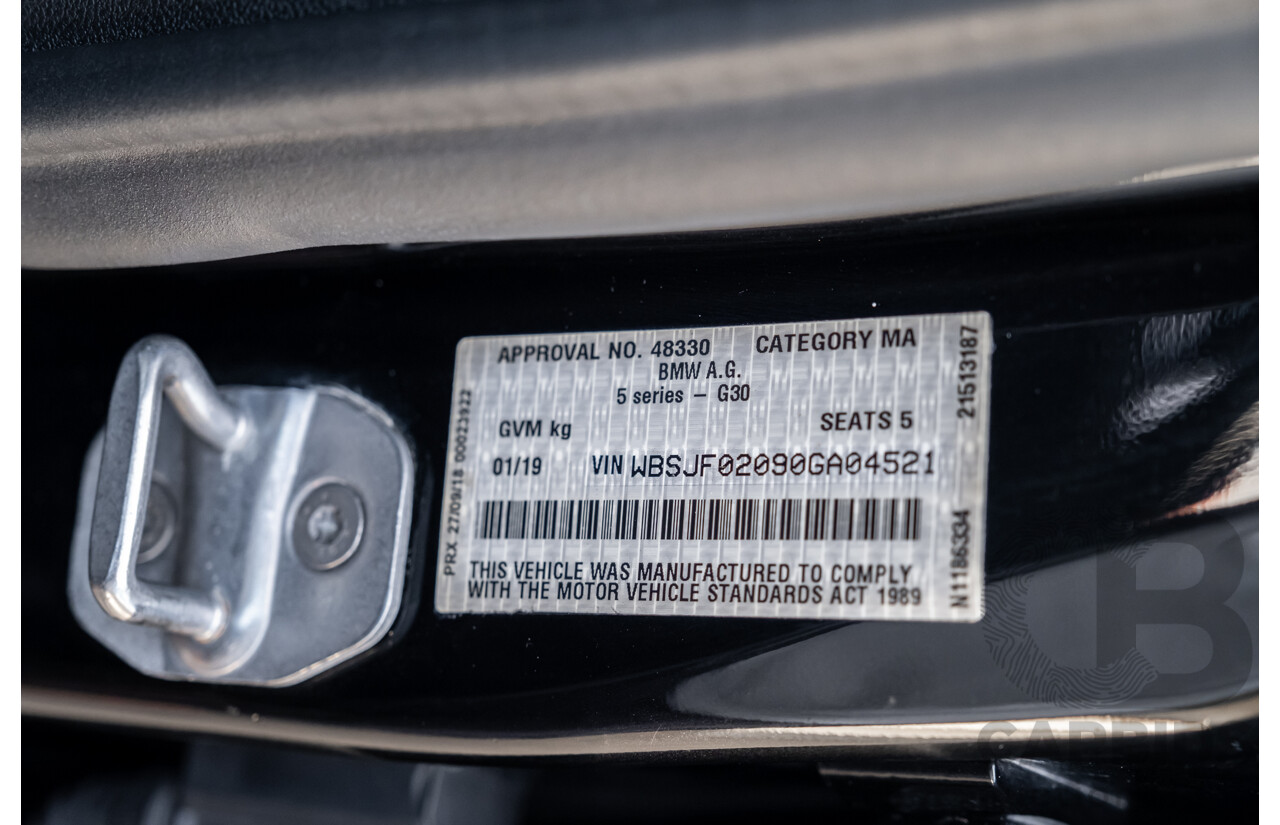 APPROVAL NO. 48330 CATEGORY MA
BMW A.G.
5 series – G30
GVM kg SEATS 5
01/19 VIN WBSJF02090GA04521
THIS VEHICLE WAS MANUFACTURED TO COMPLY
WITH THE MOTOR VEHICLE STANDARDS ACT 1989
PRX 27/09/18 00023922
N1186334
21513187
CB